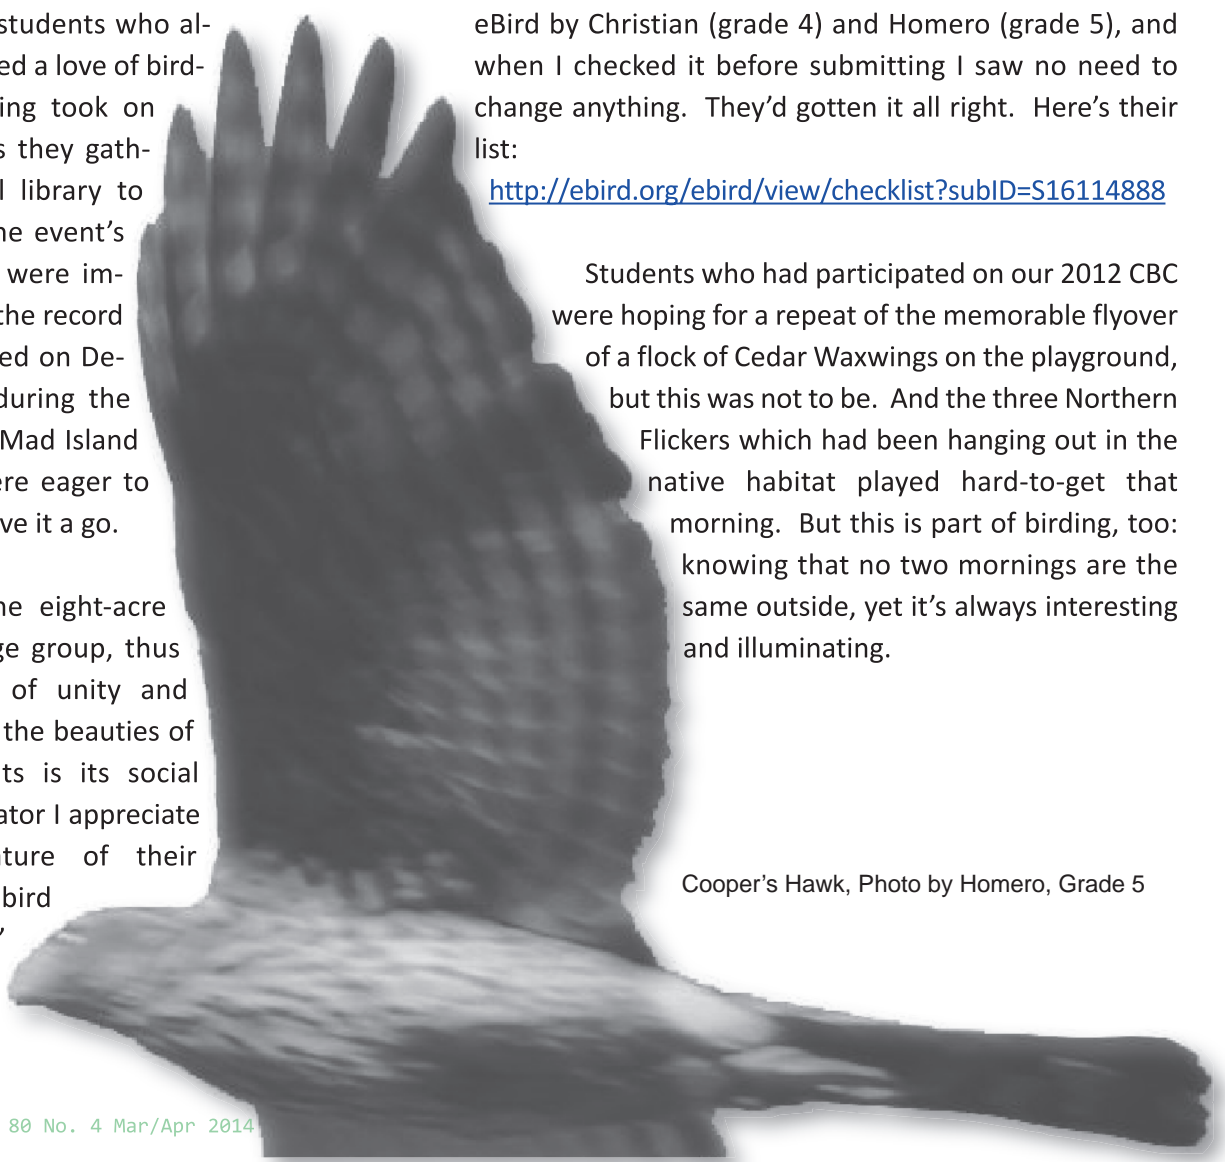 students who al-
ed a love of bird-
ing took on
s they gath-
l library to
ne event's
were im-
the record
ed on De-
during the
Mad Island
ere eager to
ve it a go.
ne eight-acre
ge group, thus
of unity and
the beauties of
ts is its social
ator I appreciate
ature of their
bird
’
eBird by Christian (grade 4) and Homero (grade 5), and
when I checked it before submitting I saw no need to
change anything.  They’d gotten it all right.  Here’s their
list:
http://ebird.org/ebird/view/checklist?subID=S16114888
Students who had participated on our 2012 CBC
were hoping for a repeat of the memorable flyover
of a flock of Cedar Waxwings on the playground,
but this was not to be.  And the three Northern
Flickers which had been hanging out in the
native habitat played hard-to-get that
morning.  But this is part of birding, too:
knowing that no two mornings are the
same outside, yet it’s always interesting
and illuminating.
Cooper’s Hawk, Photo by Homero, Grade 5
80 No. 4 Mar/Apr 2014